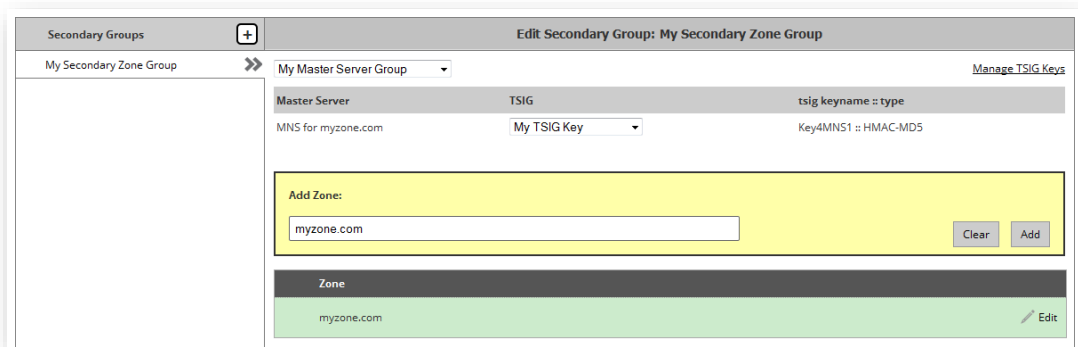 Secondary Groups
Edit Secondary Group: My Secondary Zone Group
My Secondary Zone Group
My Master Server Group
Manage TSIG Keys
Master Server TSIG tsig keyname :: type
MNS for myzone.com My TSIG Key Key4MNS1 :: HMAC-MD5
Add Zone:
myzone.com
Clear Add
Zone
myzone.com Edit